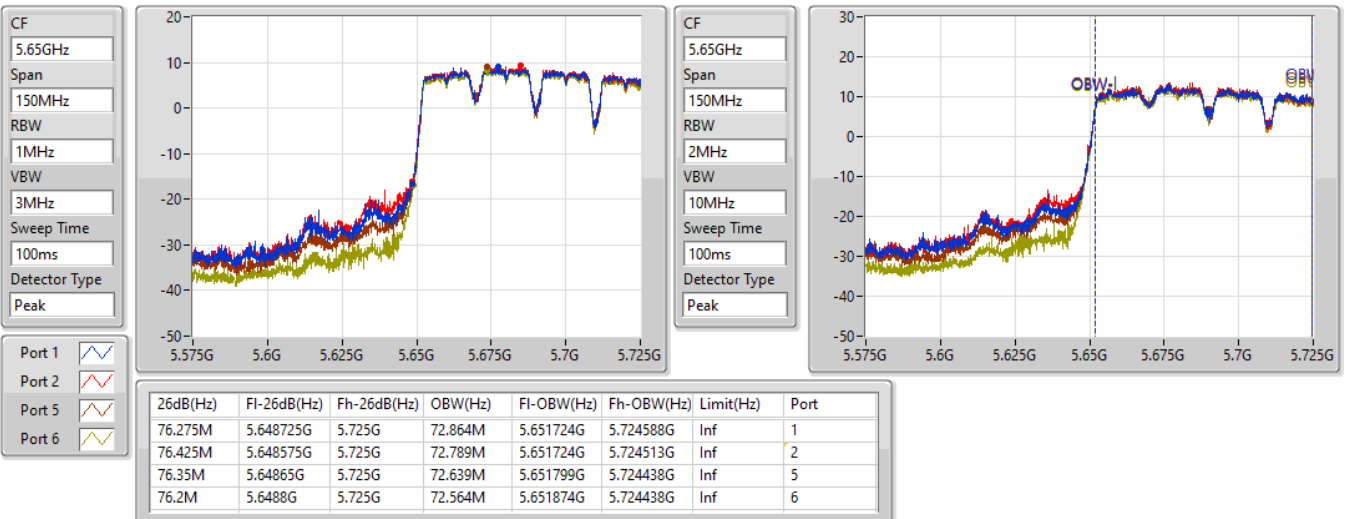 CF
5.65GHz
Span
150MHz
RBW
1MHz
VBW
3MHz
Sweep Time
100ms
Detector Type
Peak
20
10
0
-10
-20
-30
-40
-50
5.575G 5.6G 5.625G 5.65G 5.675G 5.7G 5.725G
CF
5.65GHz
Span
150MHz
RBW
2MHz
VBW
10MHz
Sweep Time
100ms
Detector Type
Peak
30
20
10
0
-10
-20
-30
-40
-50
OBW-
OBW
5.575G 5.6G 5.625G 5.65G 5.675G 5.7G 5.725G
Port 1
Port 2
Port 5
Port 6
26dB(Hz) Fl-26dB(Hz) Fh-26dB(Hz) OBW(Hz) Fl-OBW(Hz) Fh-OBW(Hz) Limit(Hz) Port
76.275M 5.648725G 5.725G 72.864M 5.651724G 5.724588G Inf 1
76.425M 5.648575G 5.725G 72.789M 5.651724G 5.724513G Inf 2
76.35M 5.64865G 5.725G 72.639M 5.651799G 5.724438G Inf 5
76.2M 5.6488G 5.725G 72.564M 5.651874G 5.724438G Inf 6